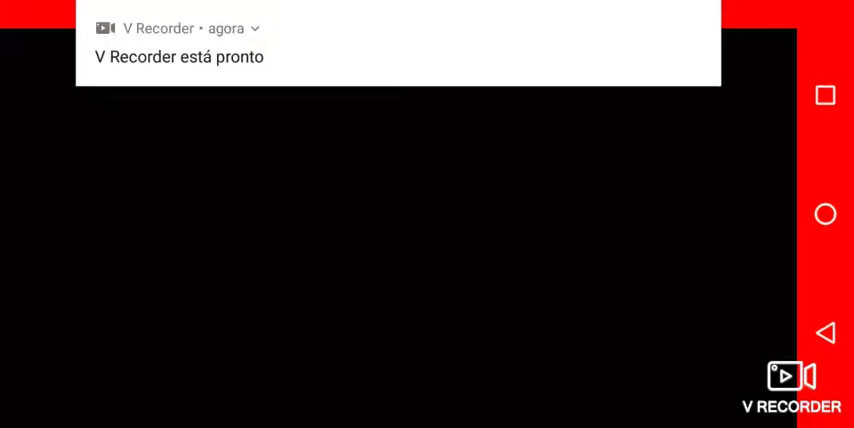 V Recorder • agora
V Recorder está pronto
V RECORDER